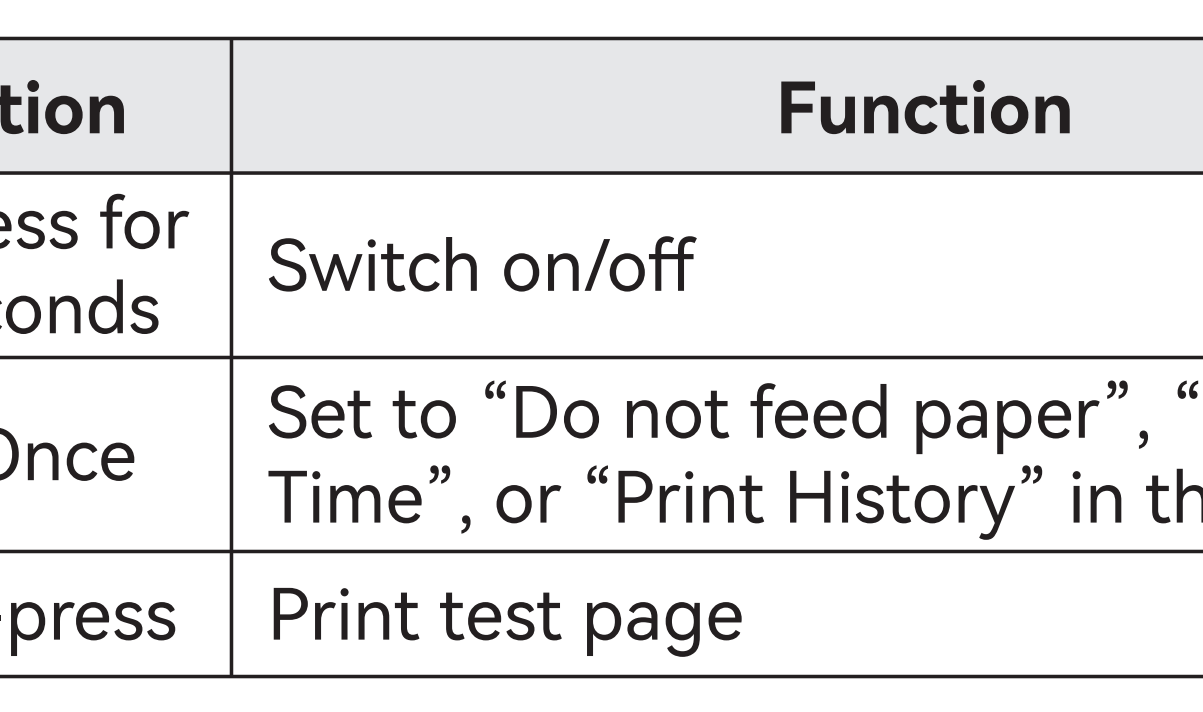 tion Function
ess for
conds
Switch on/off
Once
Set to “Do not feed paper”, “
Time”, or “Print History” in th
-press Print test page